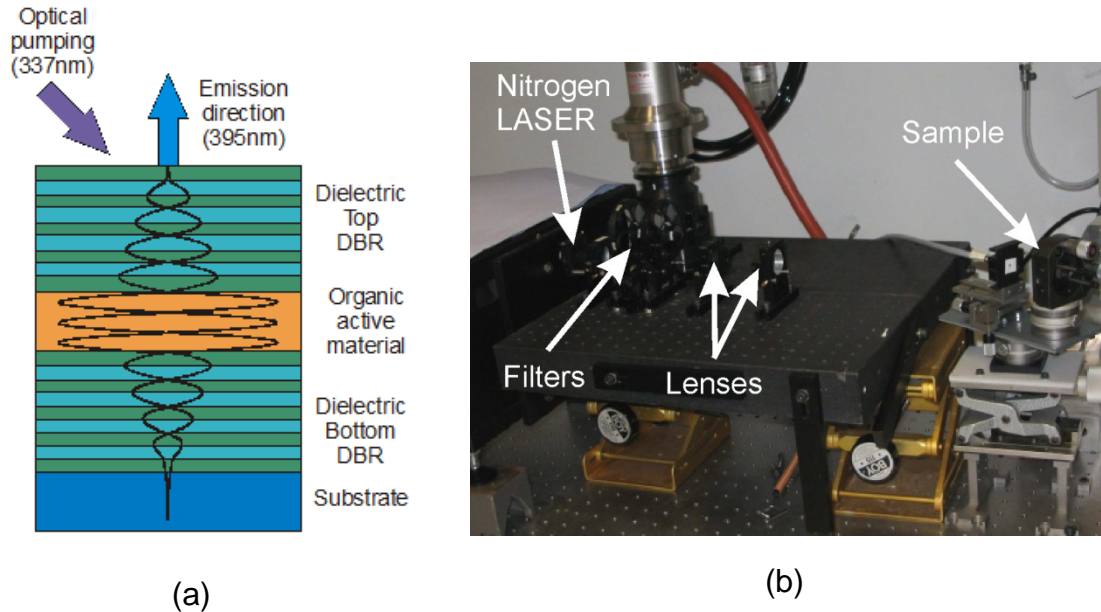 Optical
pumping
(337nm)
Emission
direction
(395nm)
Dielectric
Top
DBR
Organic
active
material
Dielectric
Bottom
DBR
Substrate
(a)
Nitrogen
LASER
Sample
Filters
Lenses
BOY
(b)